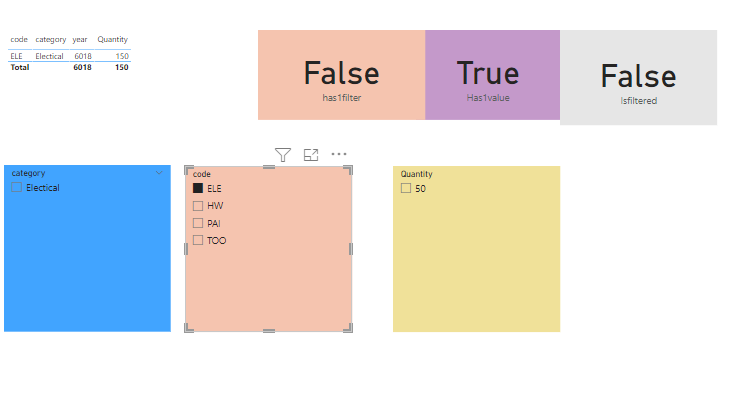 code category year Quantity
ELE Electical 6018 150
Total 6018 150
False
has1filter
True
Has1value
False
Isfiltered
category
Electical
code
ELE
HW
PAI
TOO
Quantity
50